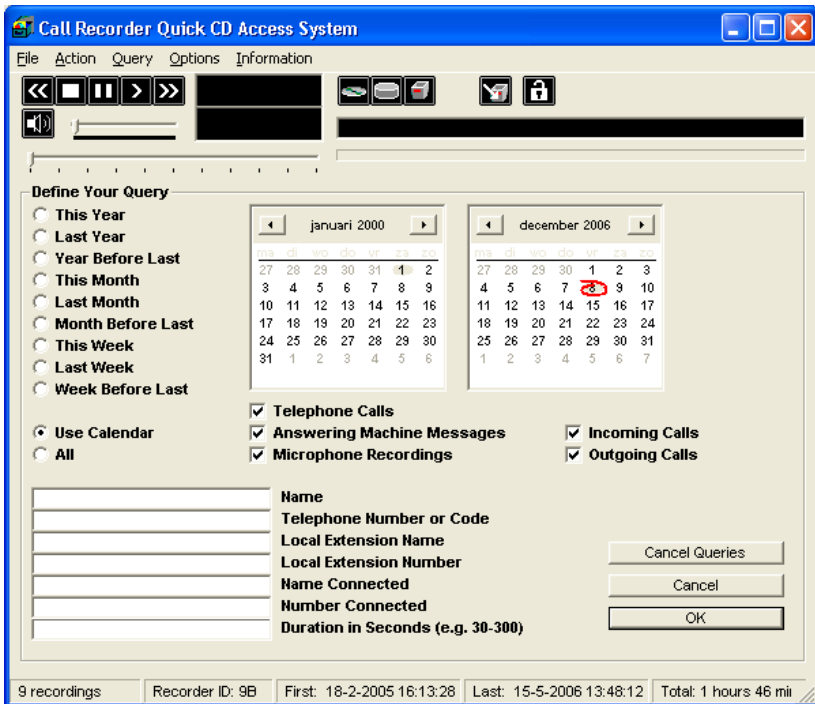 Call Recorder Quick CD Access System
File Action Query Options Information
Define Your Query
This Year
Last Year
Year Before Last
This Month
Last Month
Month Before Last
This Week
Last Week
Week Before Last
Use Calendar
All
januari 2000
ma di wo do vr za zo
27 28 29 30 31 1 2
3 4 5 6 7 8 9
10 11 12 13 14 15 16
17 18 19 20 21 22 23
24 25 26 27 28 29 30
31 1 2 3 4 5 6
december 2006
ma di wo do vr za zo
27 28 29 30 1 2 3
4 5 6 7 8 9 10
11 12 13 14 15 16 17
18 19 20 21 22 23 24
25 26 27 28 29 30 31
1 2 3 4 5 6 7
Telephone Calls
Answering Machine Messages
Microphone Recordings
Incoming Calls
Outgoing Calls
Name
Telephone Number or Code
Local Extension Name
Local Extension Number
Name Connected
Number Connected
Duration in Seconds (e.g. 30-300)
Cancel Queries
Cancel
OK
9 recordings
Recorder ID: 9B
First: 18-2-2005 16:13:28
Last: 15-5-2006 13:48:12
Total: 1 hours 46 mi